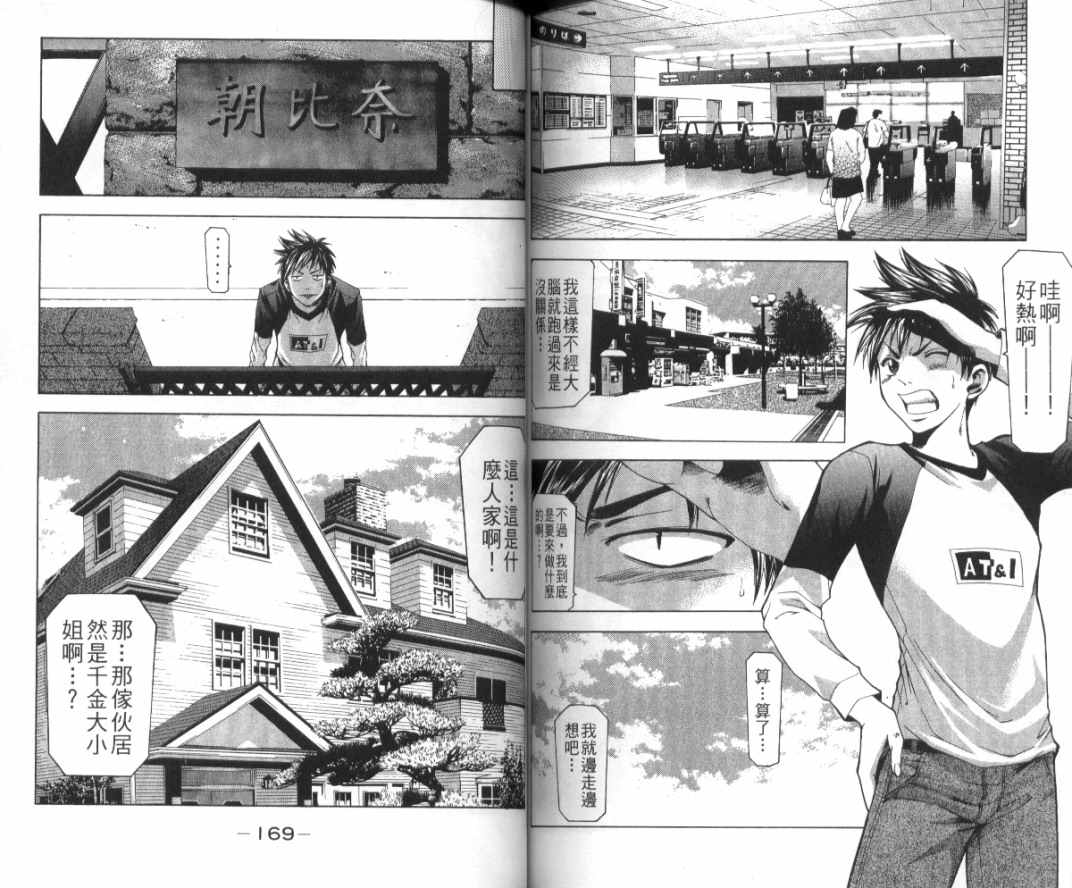 のりば
哇啊———！
好熱啊———！
我這樣不經大
腦就跑過來是
沒關係…
AT&I
不過，我到底
是要來做什麼
的啊…？
算…算了…
我就邊走邊
想吧…
朝比奈
……
AT&I
這…這是什
麼人家啊！
那…那傢伙居
然是千金大小
姐啊…？
—169—